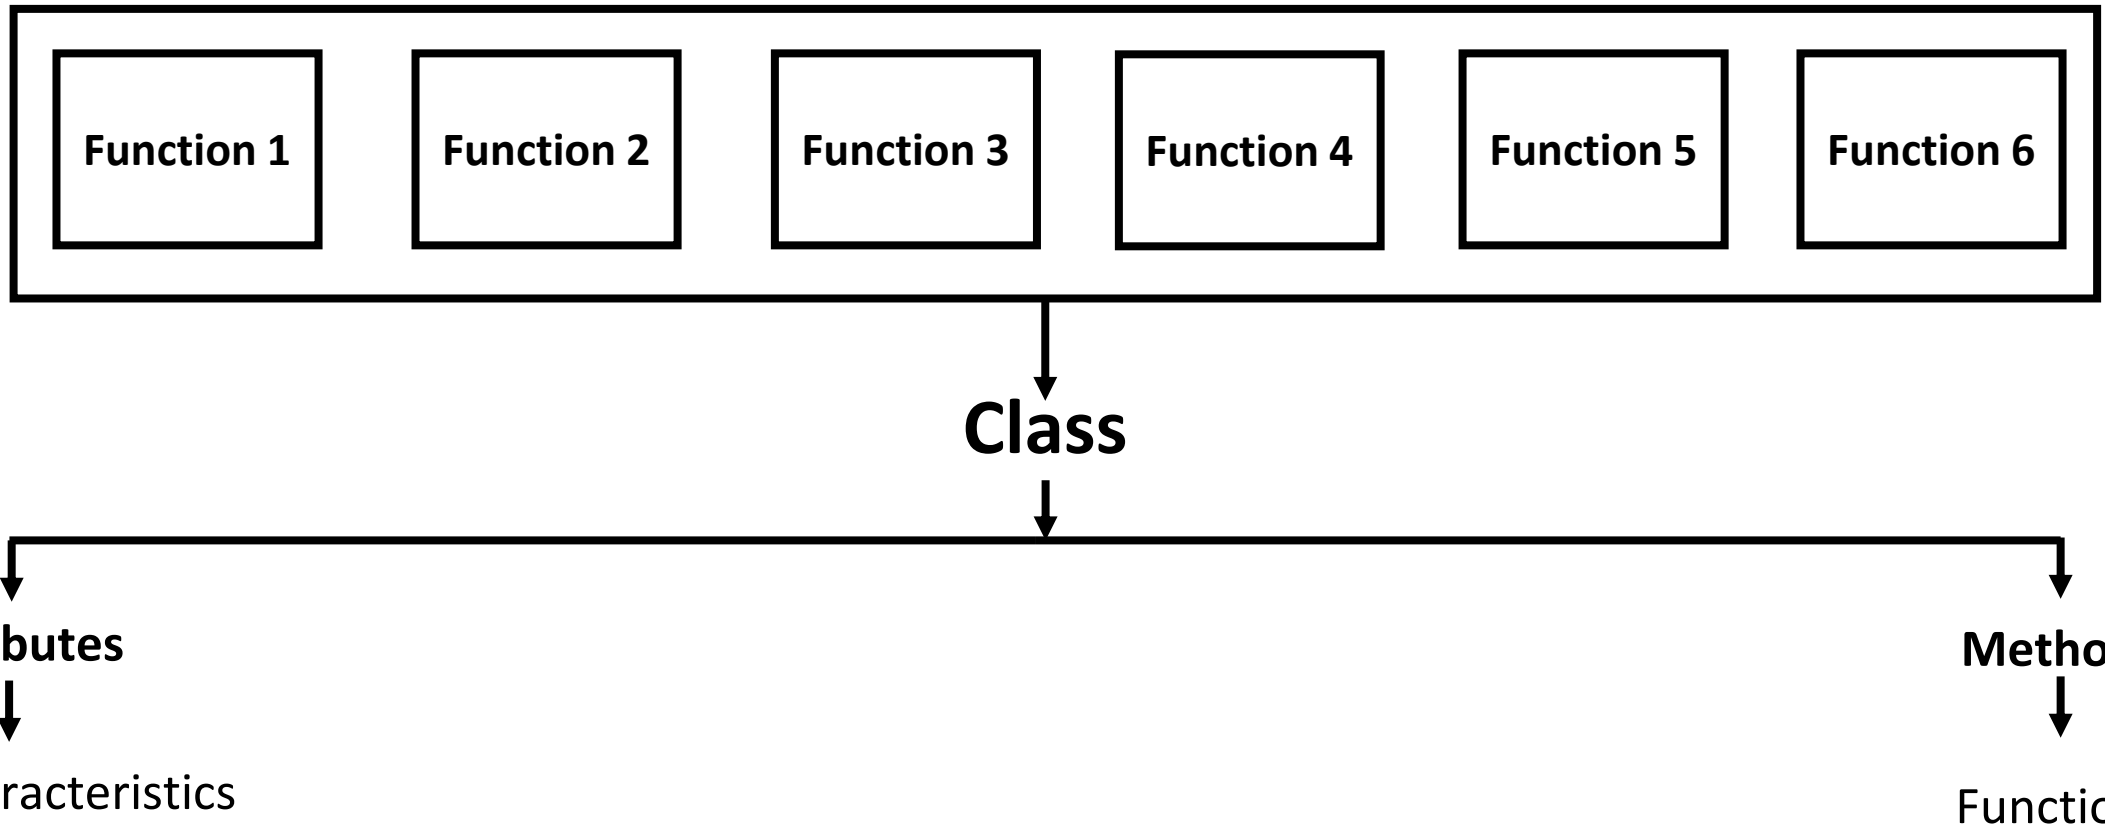 Function 1 Function 2 Function 3 Function 4 Function 5 Function 6
Class
butes Metho
racteristics Functio